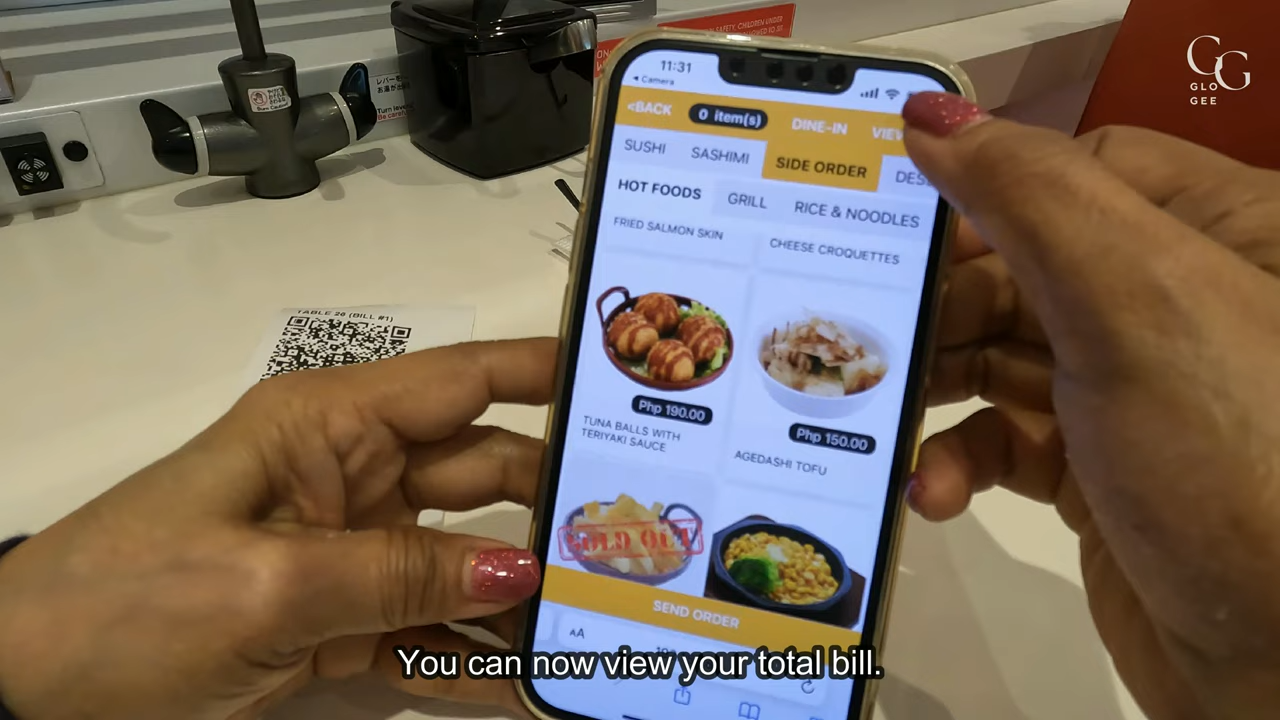 CG
GLO
GEE
11:31
Camera
<BACK
0 item(s)
DINE-IN
SUSHI
SASHIMI
SIDE ORDER
HOT FOODS
GRILL
RICE & NOODLES
FRIED SALMON SKIN
CHEESE CROQUETTES
Php 190.00
TUNA BALLS WITH
TERIYAKI SAUCE
Php 150.00
AGEDASHI TOFU
SOLD OUT
SEND ORDER
AA
TABLE 26 (BILL #1)
You can now view your total bill.